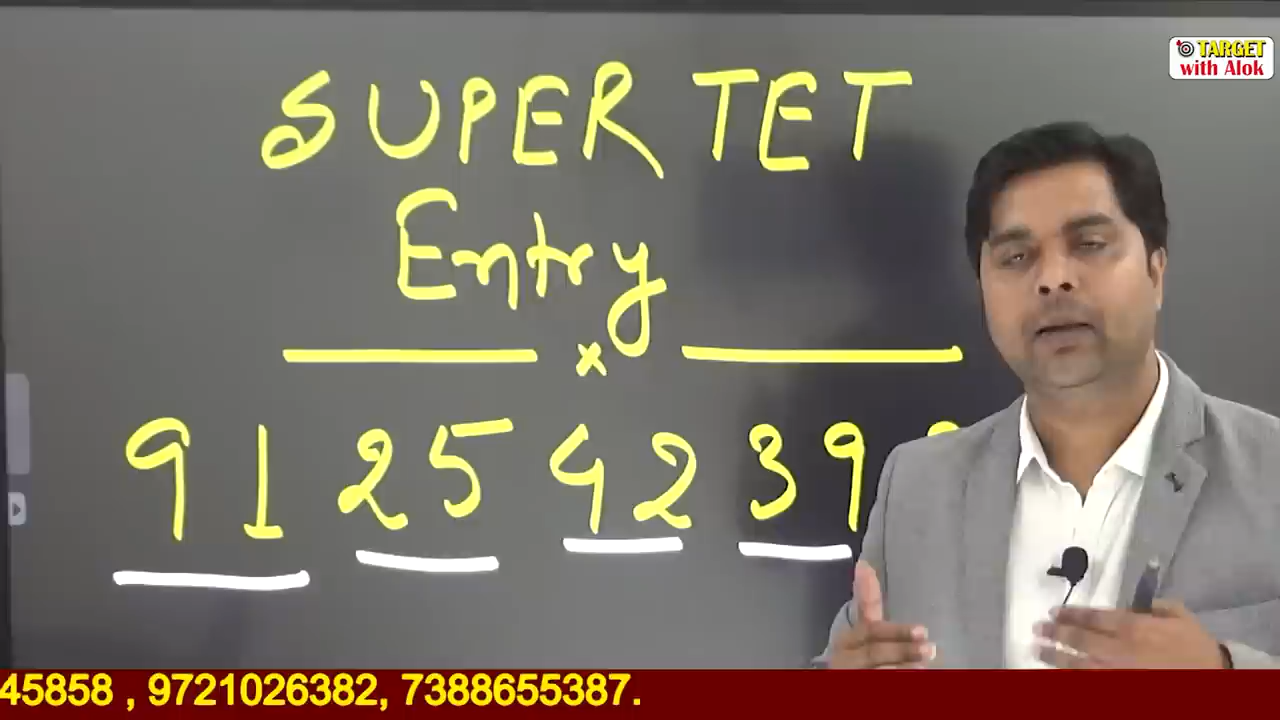 TARGET
with Alok
SUPER TET
Entry
x
91 25 42 39
45858 , 9721026382, 7388655387.